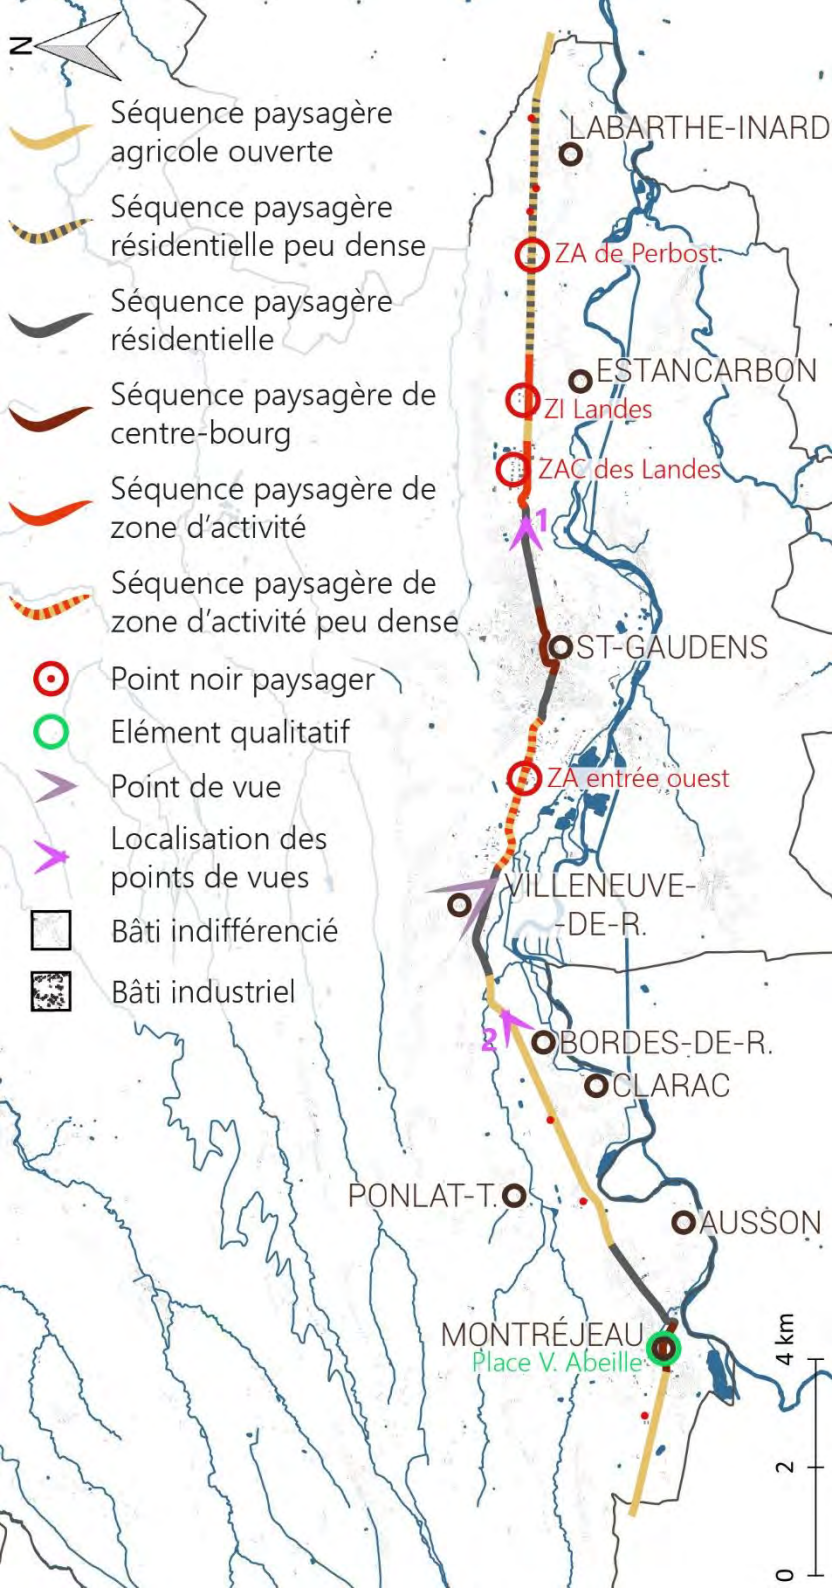 N
Séquence paysagère
agricole ouverte
Séquence paysagère
résidentielle peu dense
Séquence paysagère
résidentielle
Séquence paysagère de
centre-bourg
Séquence paysagère de
zone d'activité
Séquence paysagère de
zone d'activité peu dense
Point noir paysager
Elément qualitatif
Point de vue
Localisation des
points de vues
Bâti indifférencié
Bâti industriel
LABARTHE-INARD
ZA de Perbost
ESTANCARBON
ZI Landes
ZAC des Landes
1
ST-GAUDENS
ZA entrée ouest
VILLENEUVE-
-DE-R.
2
BORDES-DE-R.
CLARAC
PONLAT-T.
AUSSON
MONTRÉJEAU
Place V. Abeille
4 km
2
0